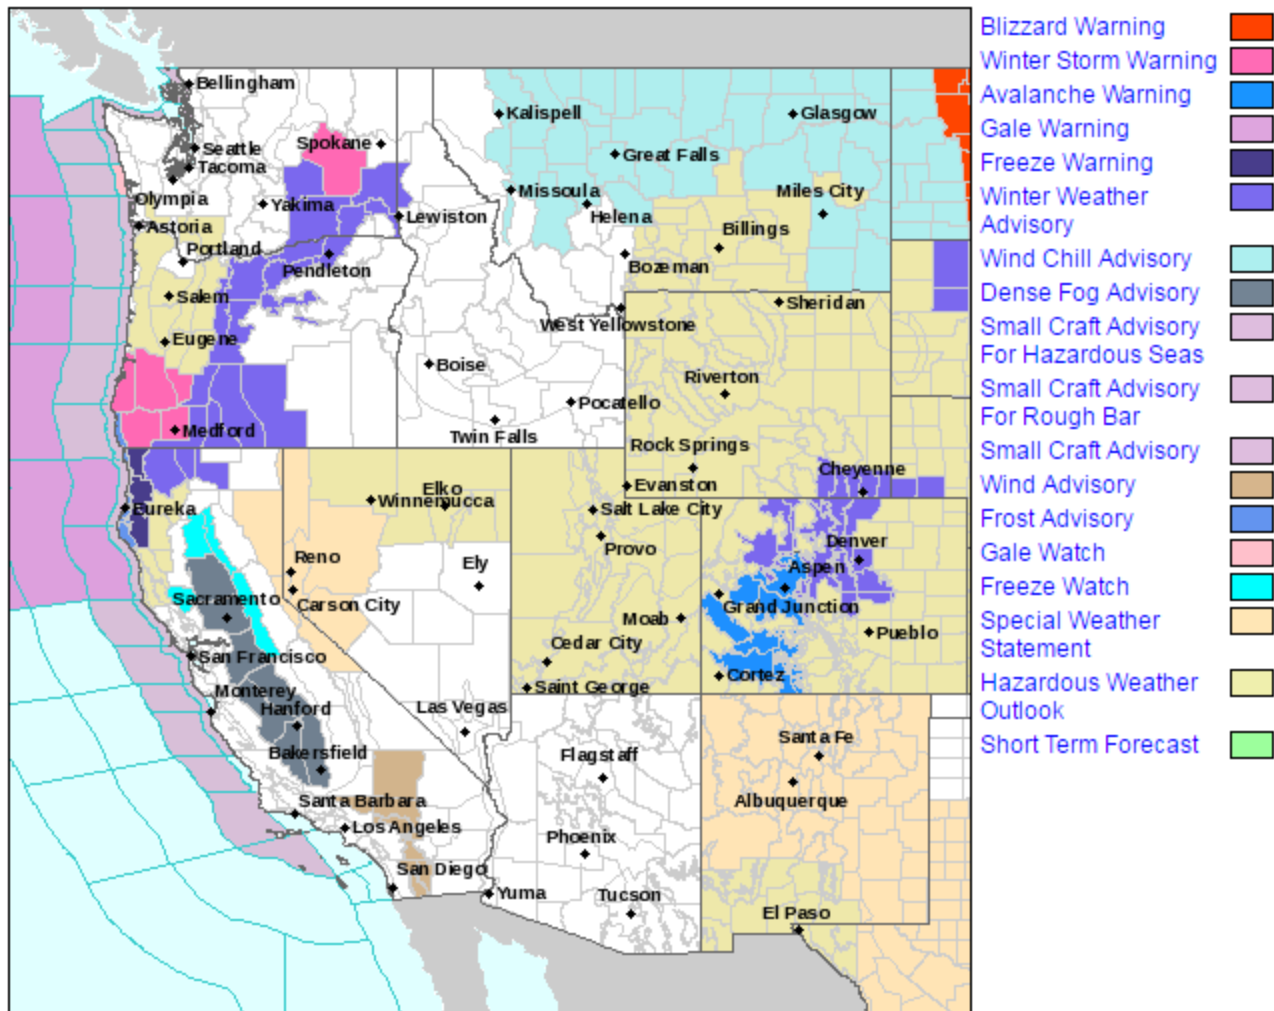 Bellingham
Seattle
Spokane
Tacoma
Olympia
Yakima
Lewiston
Astoria
Portland
Pendleton
Salem
Eugene
Medford
Kalispell
Glasgow
Great Falls
Missoula
Miles City
Helena
Billings
Bozeman
West Yellowstone
Sheridan
Boise
Riverton
Pocatello
Twin Falls
Rock Springs
Cheyenne
Evanston
Elko
Winnemucca
Eureka
Salt Lake City
Provo
Denver
Reno
Ely
Aspen
Sacramento
Carson City
Grand Junction
Moab
Pueblo
Cedar City
San Francisco
Cortez
Saint George
Monterey
Hanford
Las Vegas
Bakersfield
Flagstaff
Santa Fe
Albuquerque
Santa Barbara
Los Angeles
Phoenix
San Diego
Yuma
Tucson
El Paso
Blizzard Warning
Winter Storm Warning
Avalanche Warning
Gale Warning
Freeze Warning
Winter Weather
Advisory
Wind Chill Advisory
Dense Fog Advisory
Small Craft Advisory
For Hazardous Seas
Small Craft Advisory
For Rough Bar
Small Craft Advisory
Wind Advisory
Frost Advisory
Gale Watch
Freeze Watch
Special Weather
Statement
Hazardous Weather
Outlook
Short Term Forecast